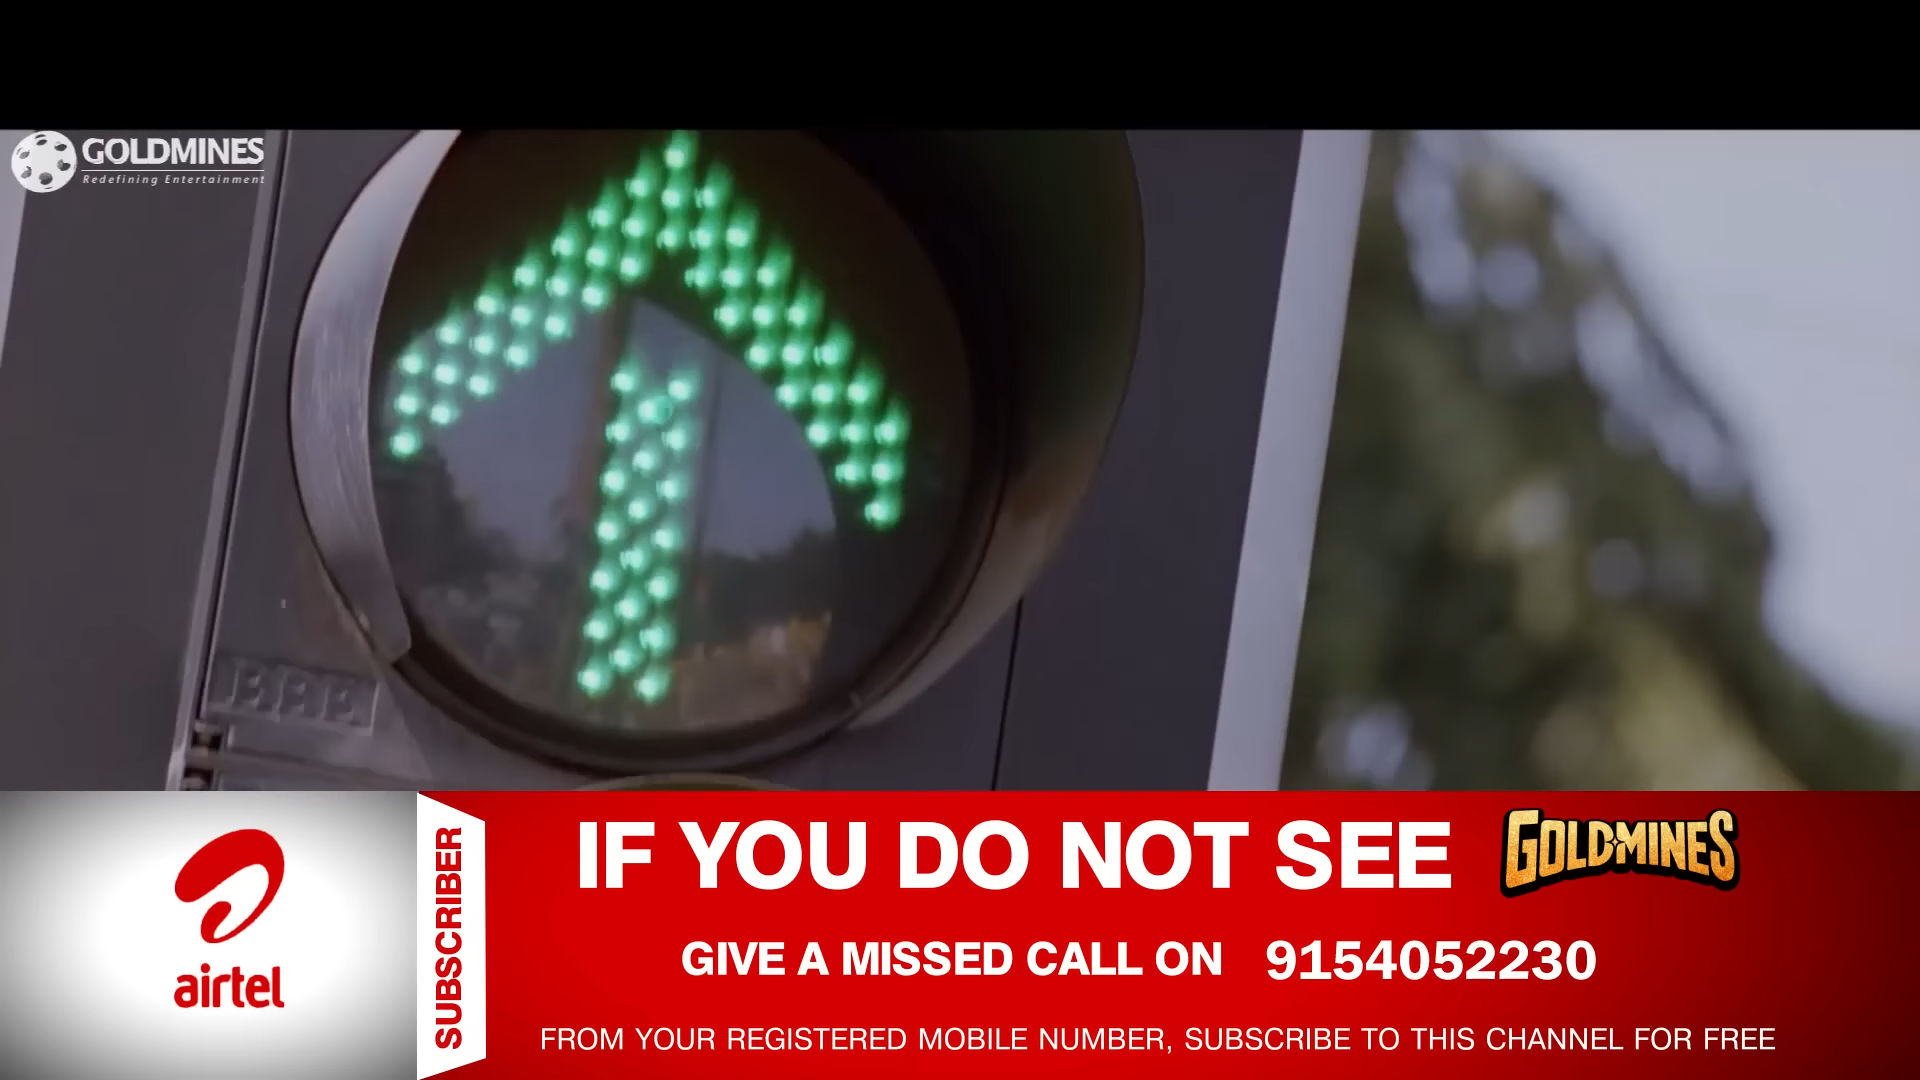 GOLDMINES
Redefining Entertainment
airtel
SUBSCRIBER
IF YOU DO NOT SEE GOLDMINES
GIVE A MISSED CALL ON 9154052230
FROM YOUR REGISTERED MOBILE NUMBER, SUBSCRIBE TO THIS CHANNEL FOR FREE